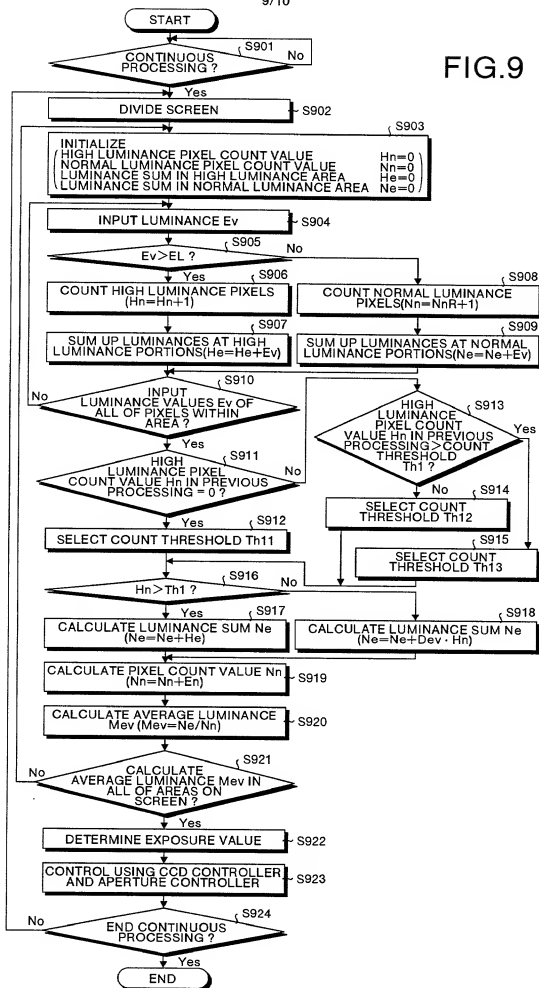 9/10
START
S901
CONTINUOUS
PROCESSING ?
No
FIG.9
Yes
DIVIDE SCREEN
S902
S903
INITIALIZE
HIGH LUMINANCE PIXEL COUNT VALUE Hn=0
NORMAL LUMINANCE PIXEL COUNT VALUE Nn=0
LUMINANCE SUM IN HIGH LUMINANCE AREA He=0
LUMINANCE SUM IN NORMAL LUMINANCE AREA Ne=0
INPUT LUMINANCE Ev
S904
S905
Ev>EL ?
No
Yes
S906
COUNT HIGH LUMINANCE PIXELS
(Hn=Hn+1)
S908
COUNT NORMAL LUMINANCE
PIXELS(Nn=NnR+1)
S907
SUM UP LUMINANCES AT HIGH
LUMINANCE PORTIONS(He=He+Ev)
S909
SUM UP LUMINANCES AT NORMAL
LUMINANCE PORTIONS(Ne=Ne+Ev)
S910
No
INPUT
LUMINANCE VALUES Ev OF
ALL OF PIXELS WITHIN
AREA ?
Yes
S911
HIGH
LUMINANCE PIXEL
COUNT VALUE Hn IN PREVIOUS
PROCESSING = 0 ?
No
S913
HIGH
LUMINANCE
PIXEL COUNT
VALUE Hn IN PREVIOUS
PROCESSING>COUNT
THRESHOLD
Th1 ?
Yes
No
S914
SELECT COUNT
THRESHOLD Th12
Yes
S912
SELECT COUNT THRESHOLD Th11
S915
SELECT COUNT
THRESHOLD Th13
S916
Hn>Th1 ?
No
Yes
S917
CALCULATE LUMINANCE SUM Ne
(Ne=Ne+He)
S918
CALCULATE LUMINANCE SUM Ne
(Ne=Ne+Dev · Hn)
CALCULATE PIXEL COUNT VALUE Nn
(Nn=Nn+En)
S919
CALCULATE AVERAGE LUMINANCE
Mev (Mev=Ne/Nn)
S920
S921
No
CALCULATE
AVERAGE LUMINANCE Mev IN
ALL OF AREAS ON
SCREEN ?
Yes
DETERMINE EXPOSURE VALUE
S922
CONTROL USING CCD CONTROLLER
AND APERTURE CONTROLLER
S923
S924
No
END CONTINUOUS
PROCESSING ?
Yes
END